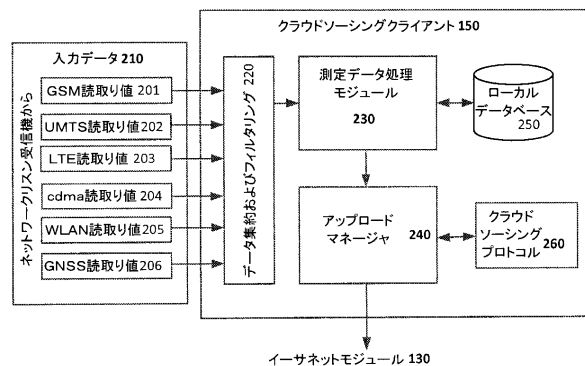 入力データ 210
ネットワークリスン受信機から
GSM読取り値 201
UMTS読取り値 202
LTE読取り値 203
cdma読取り値 204
WLAN読取り値 205
GNSS読取り値 206
クラウドソーシングクライアント 150
データ集約およびフィルタリング 220
測定データ処理
モジュール
230
ローカル
データベース
250
アップロード
マネージャ 240
クラウド
ソーシング
プロトコル 260
イーサネットモジュール 130